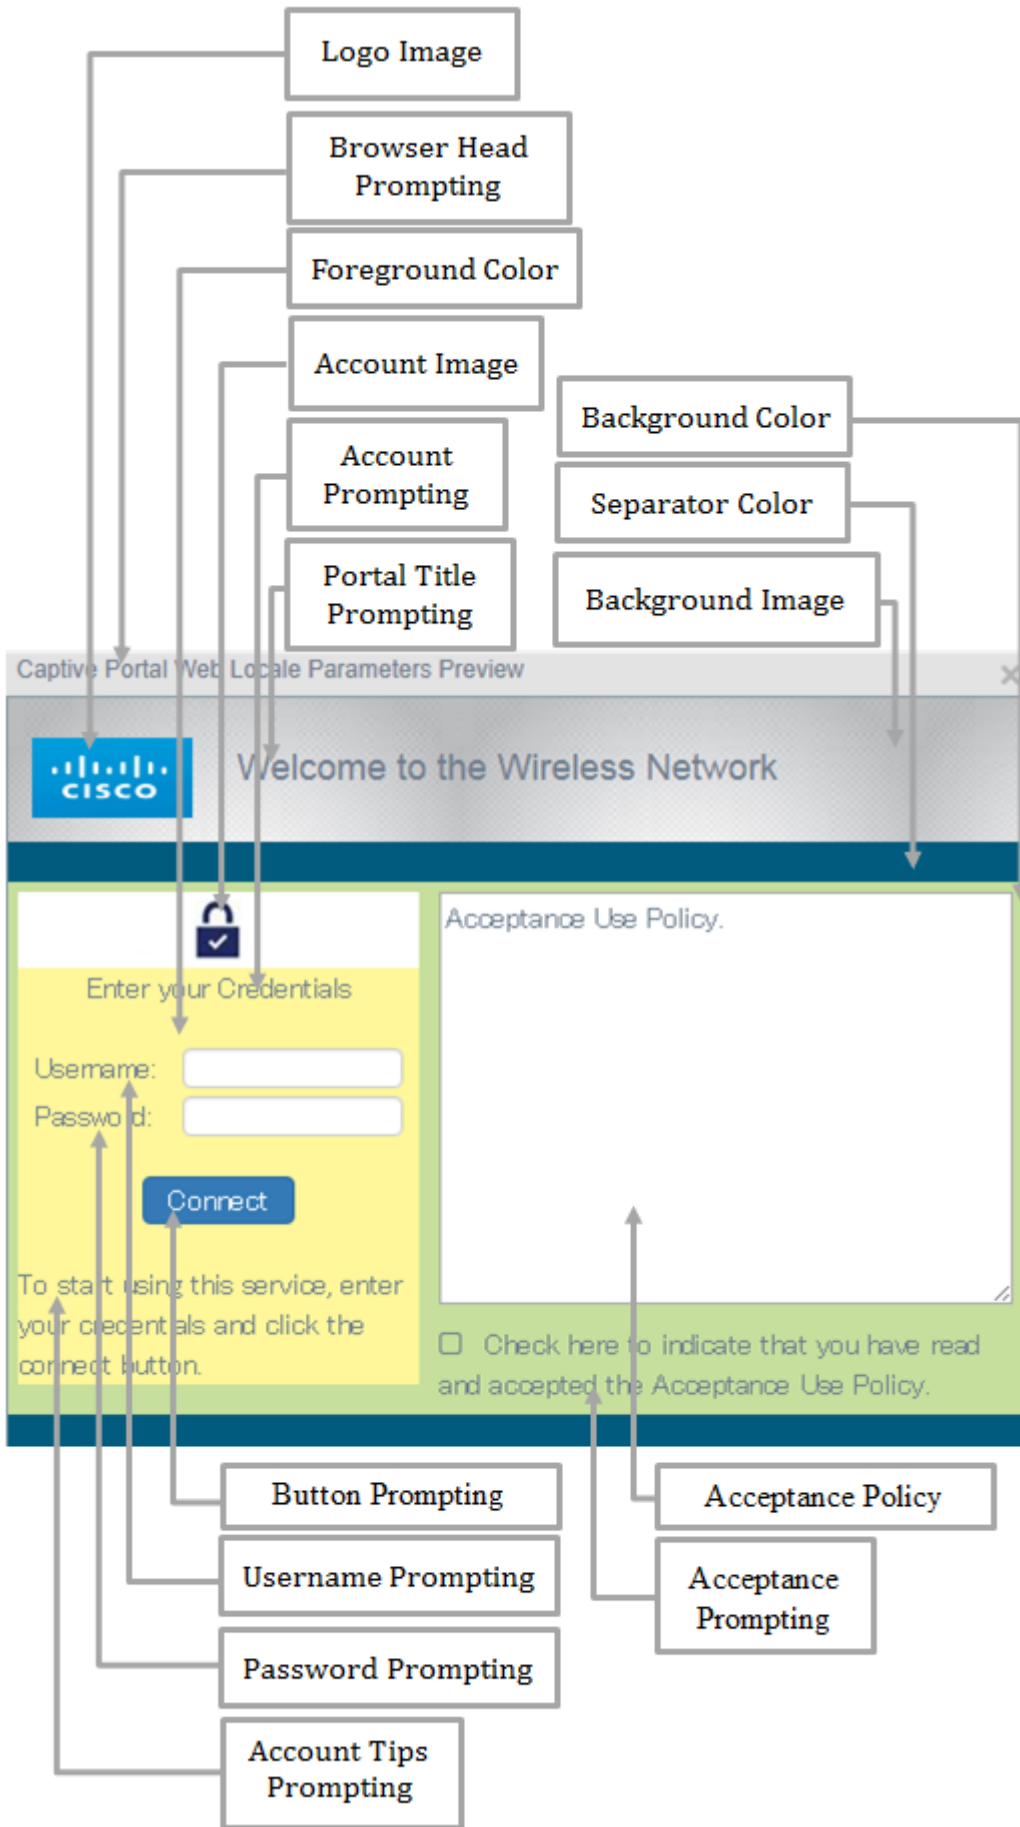 Logo Image
Browser Head
Prompting
Foreground Color
Account Image
Background Color
Account
Prompting
Separator Color
Portal Title
Prompting
Background Image
Captive Portal Web Locale Parameters Preview
CISCO
Welcome to the Wireless Network
Enter your Credentials
Username:
Password:
Connect
To start using this service, enter
your credentials and click the
connect button.
Acceptance Use Policy.
Check here to indicate that you have read
and accepted the Acceptance Use Policy.
Button Prompting
Acceptance Policy
Username Prompting
Acceptance
Prompting
Password Prompting
Account Tips
Prompting